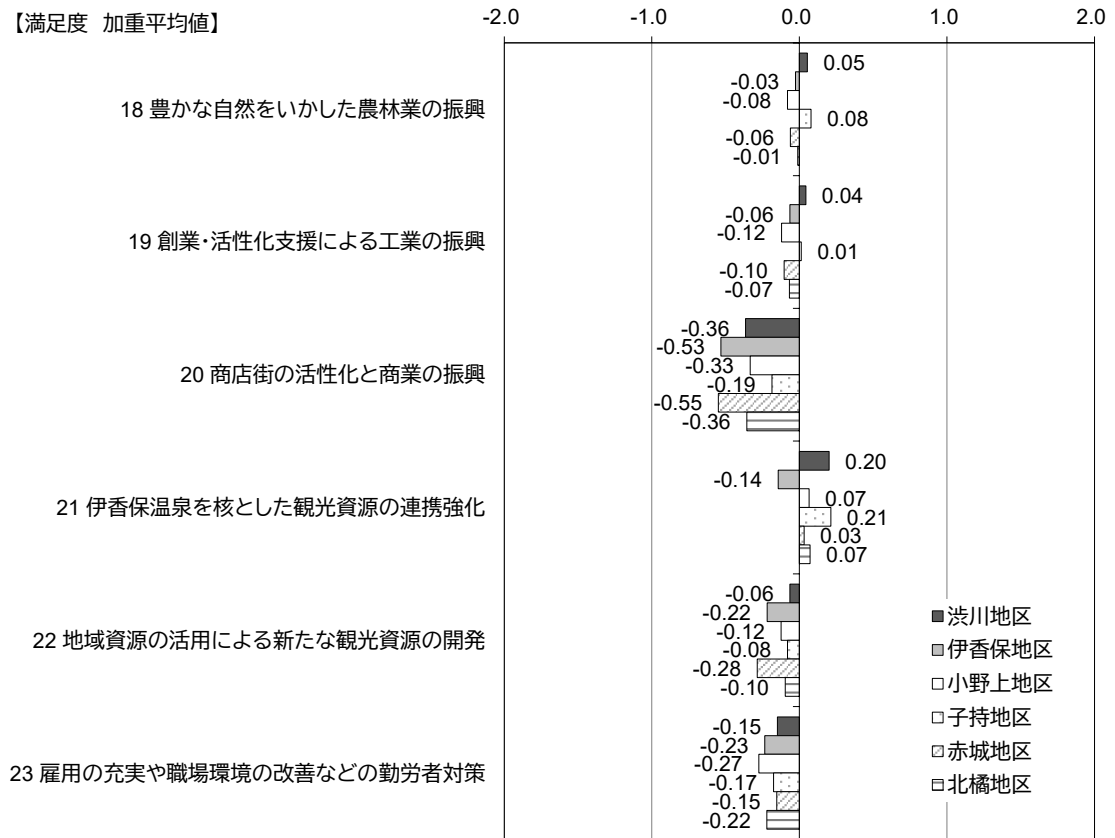 【満足度 加重平均値】
-2.0 -1.0 0.0 1.0 2.0
18 豊かな自然をいかした農林業の振興
0.05
-0.03
-0.08
0.08
-0.06
-0.01
19 創業・活性化支援による工業の振興
0.04
-0.06
-0.12
0.01
-0.10
-0.07
20 商店街の活性化と商業の振興
-0.36
-0.53
-0.33
-0.19
-0.55
-0.36
21 伊香保温泉を核とした観光資源の連携強化
0.20
-0.14
0.07
0.21
0.03
0.07
22 地域資源の活用による新たな観光資源の開発
-0.06
-0.22
-0.12
-0.08
-0.28
-0.10
23 雇用の充実や職場環境の改善などの勤労者対策
-0.15
-0.23
-0.27
-0.17
-0.15
-0.22
渋川地区
伊香保地区
小野上地区
子持地区
赤城地区
北橘地区